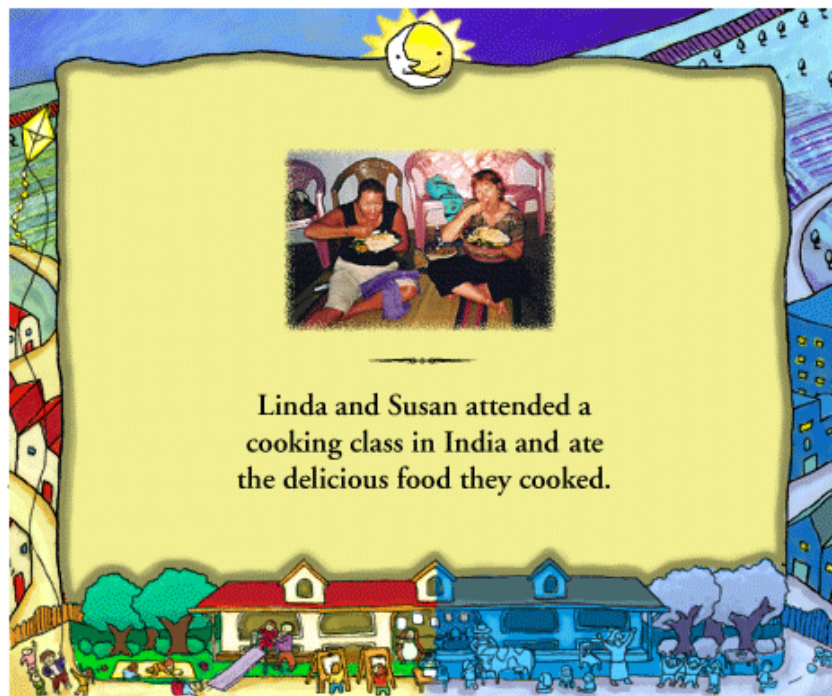 Linda and Susan attended a
cooking class in India and ate
the delicious food they cooked.